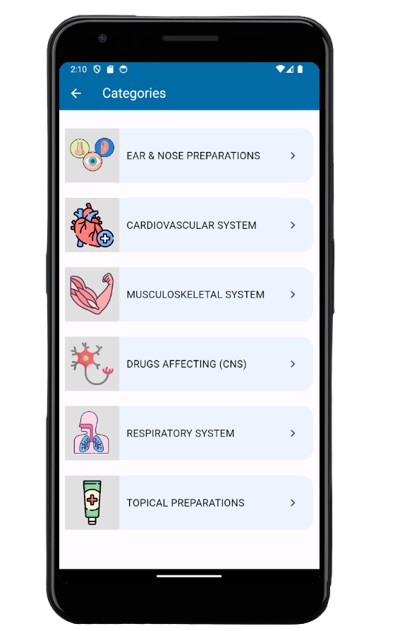 2:10
Categories
EAR & NOSE PREPARATIONS
CARDIOVASCULAR SYSTEM
MUSCULOSKELETAL SYSTEM
DRUGS AFFECTING (CNS)
RESPIRATORY SYSTEM
TOPICAL PREPARATIONS